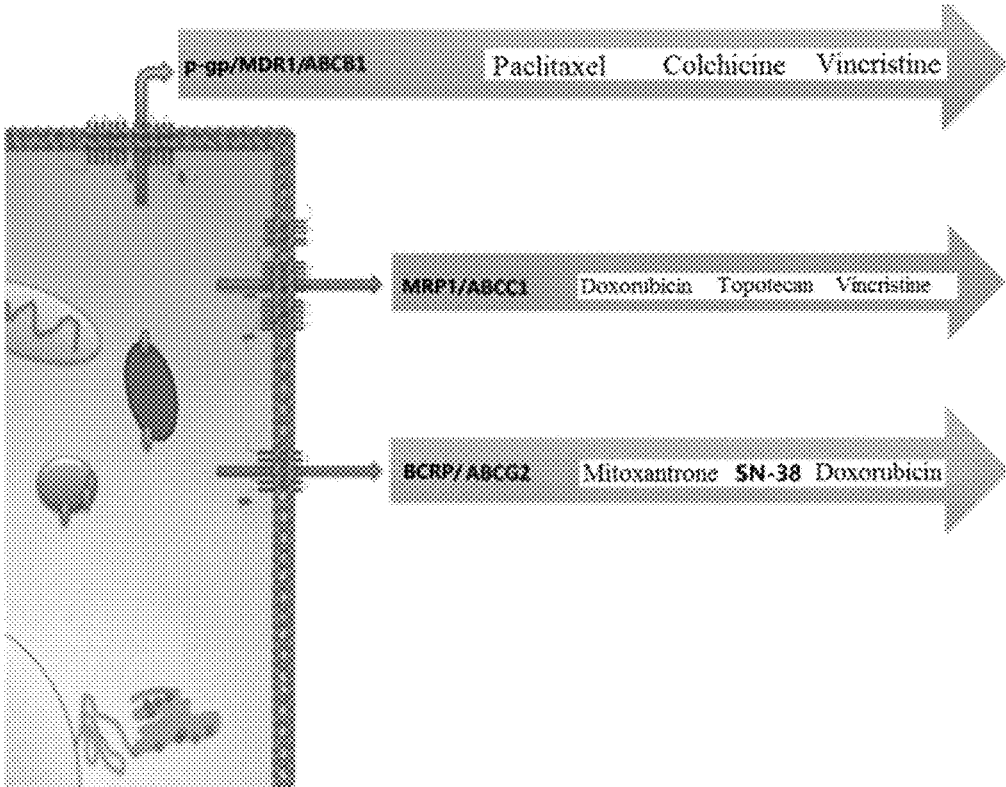 p-gp/MDR1/ABCB1 Paclitaxel Colchicine Vincristine
MRP1/ABCC1 Doxorubicin Topotecan Vincristine
BCRP/ABCG2 Mitoxantrone SN-38 Doxorubicin